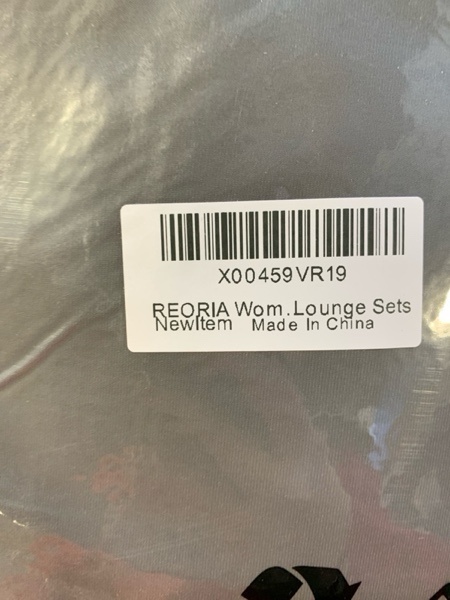 X00459VR19
REORIA Wom.Lounge Sets
NewItem Made In China